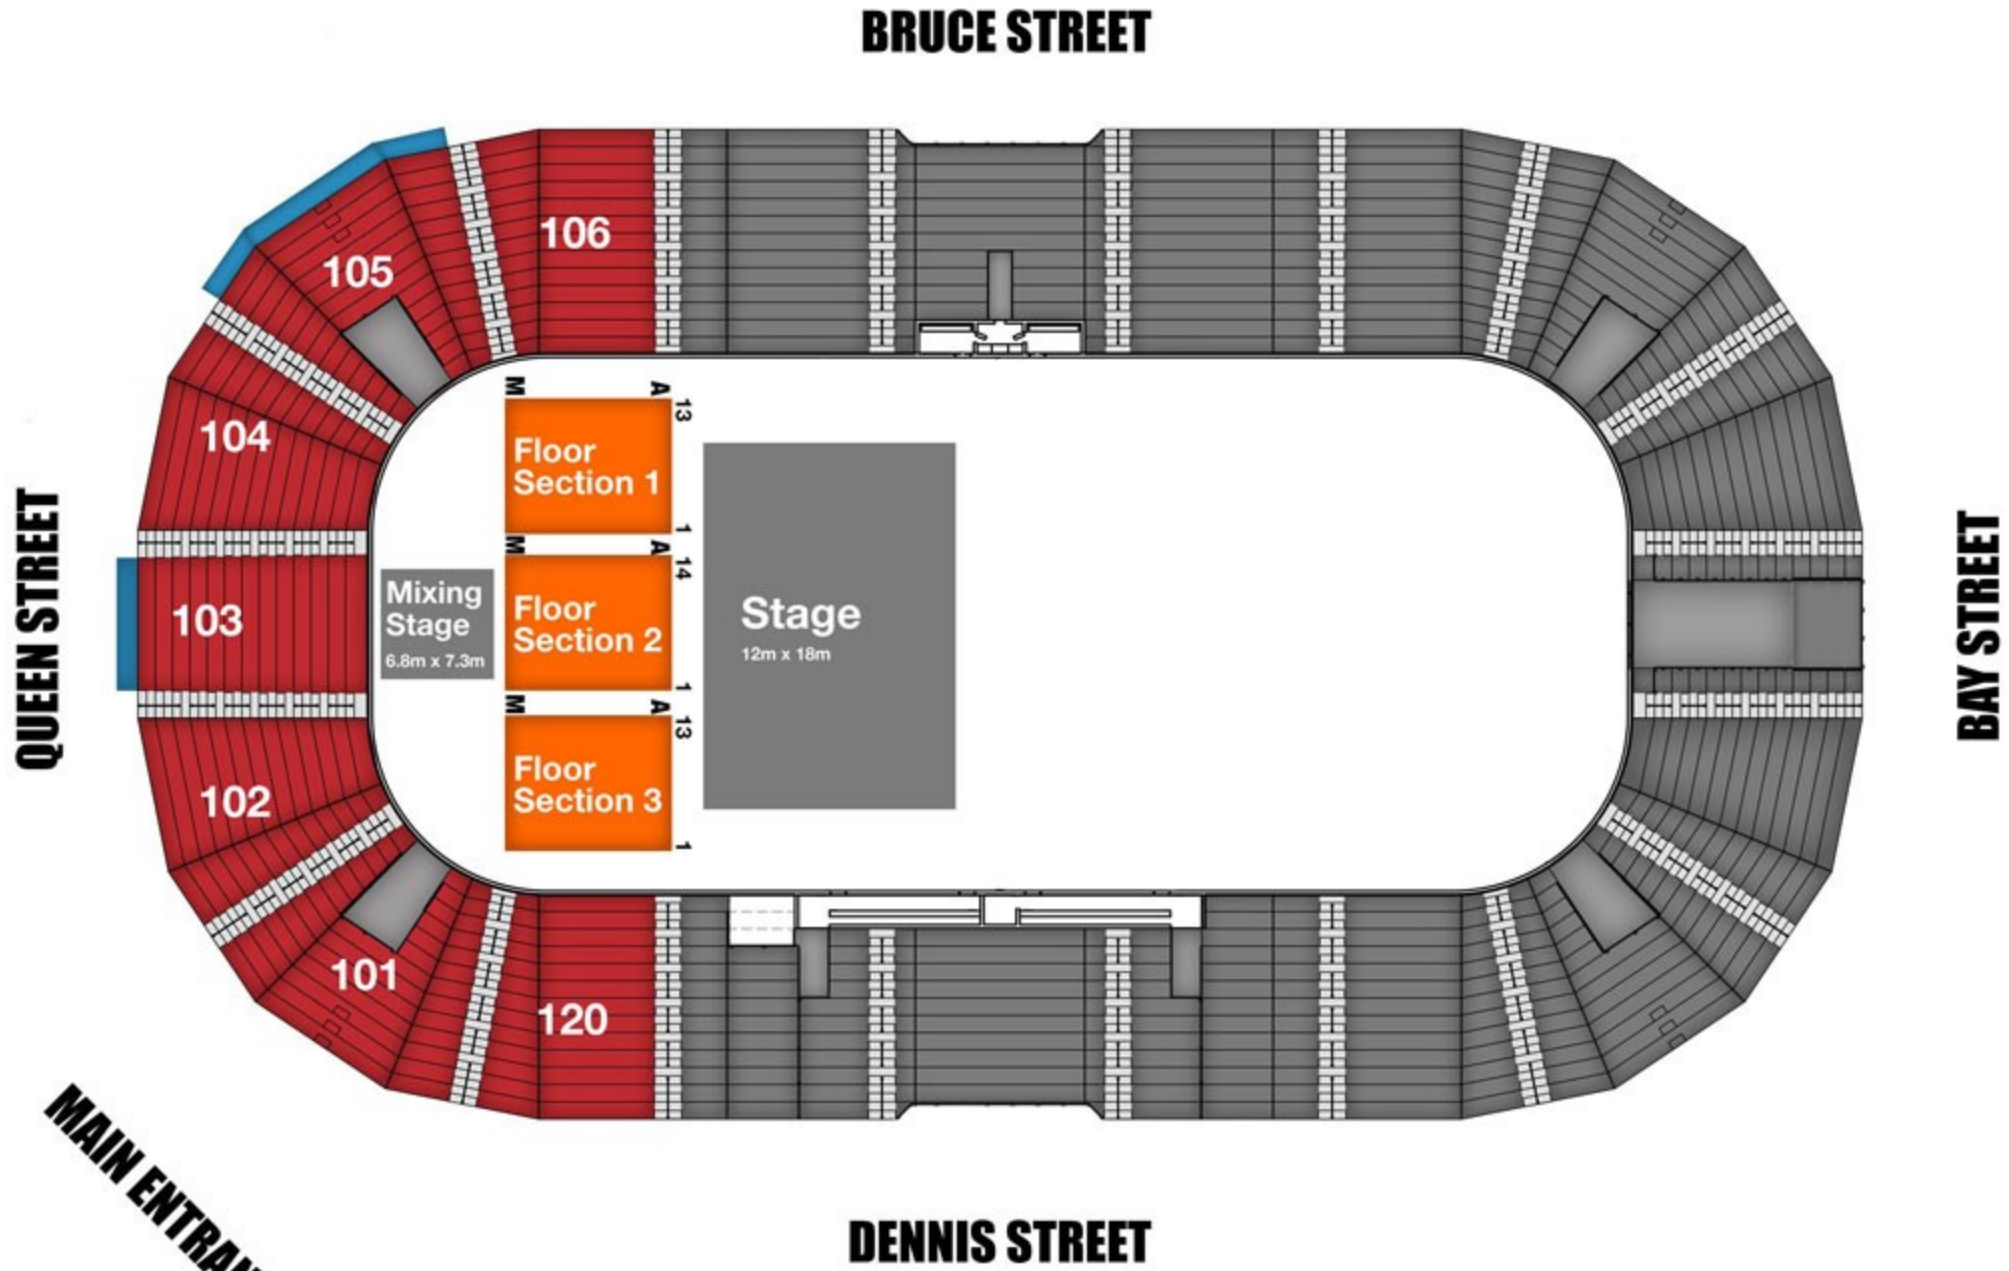 BRUCE STREET
106
105
104
103
102
101
120
QUEEN STREET
M
A
13
Floor
Section 1
1
M
A
14
Floor
Section 2
1
M
A
13
Floor
Section 3
1
Mixing
Stage
6.8m x 7.3m
Stage
12m x 18m
BAY STREET
MAIN ENTRAN
DENNIS STREET